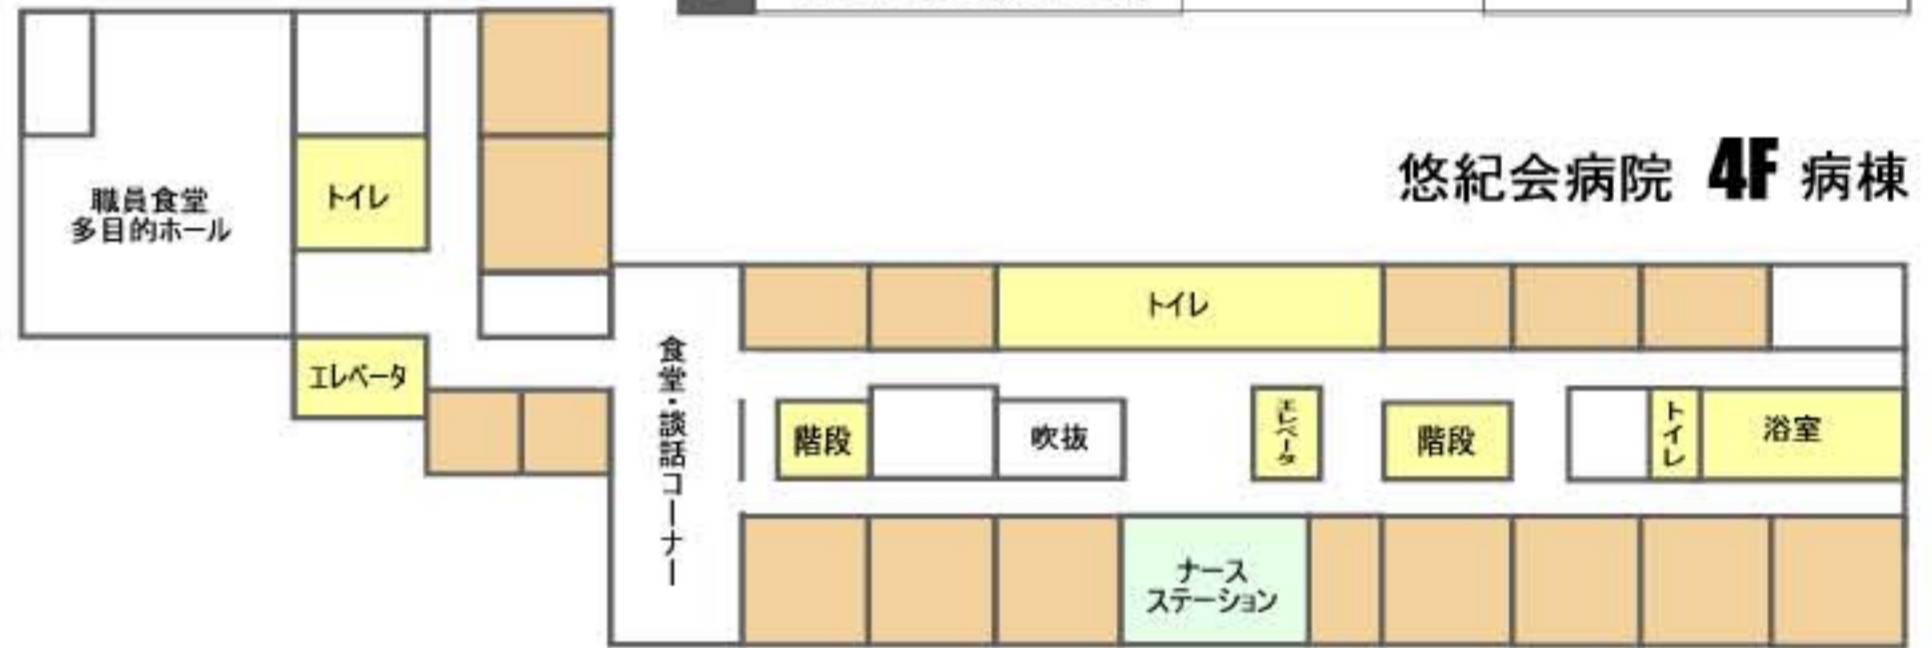 悠紀会病院 4F 病棟
職員食堂
多目的ホール
トイレ
エレベータ
食堂・談話コーナー
トイレ
階段
吹抜
エレベータ
階段
トイレ
浴室
ナース
ステーション